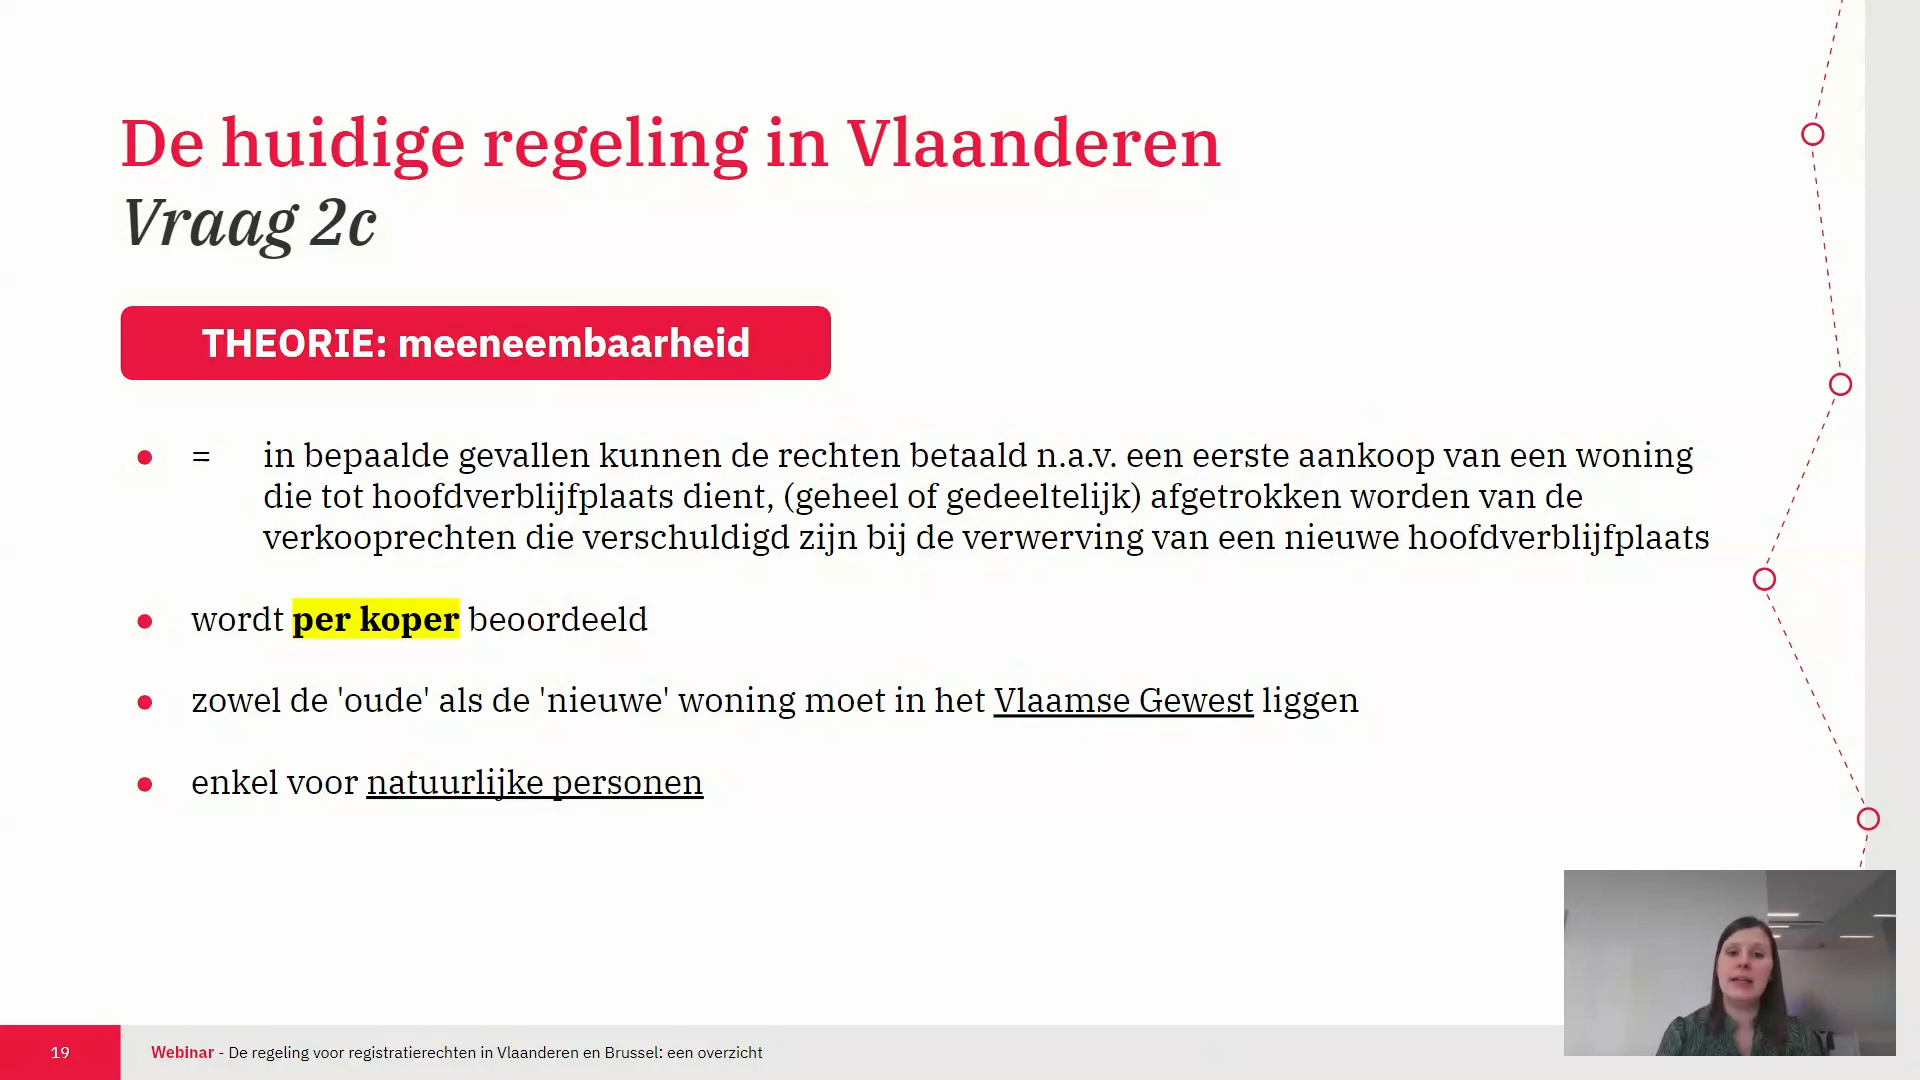 De huidige regeling in Vlaanderen
Vraag 2c
THEORIE: meeneembaarheid
= in bepaalde gevallen kunnen de rechten betaald n.a.v. een eerste aankoop van een woning
die tot hoofdverblijfplaats dient, (geheel of gedeeltelijk) afgetrokken worden van de
verkooprechten die verschuldigd zijn bij de verwerving van een nieuwe hoofdverblijfplaats
wordt per koper beoordeeld
zowel de 'oude' als de 'nieuwe' woning moet in het Vlaamse Gewest liggen
enkel voor natuurlijke personen
19
Webinar - De regeling voor registratierechten in Vlaanderen en Brussel: een overzicht